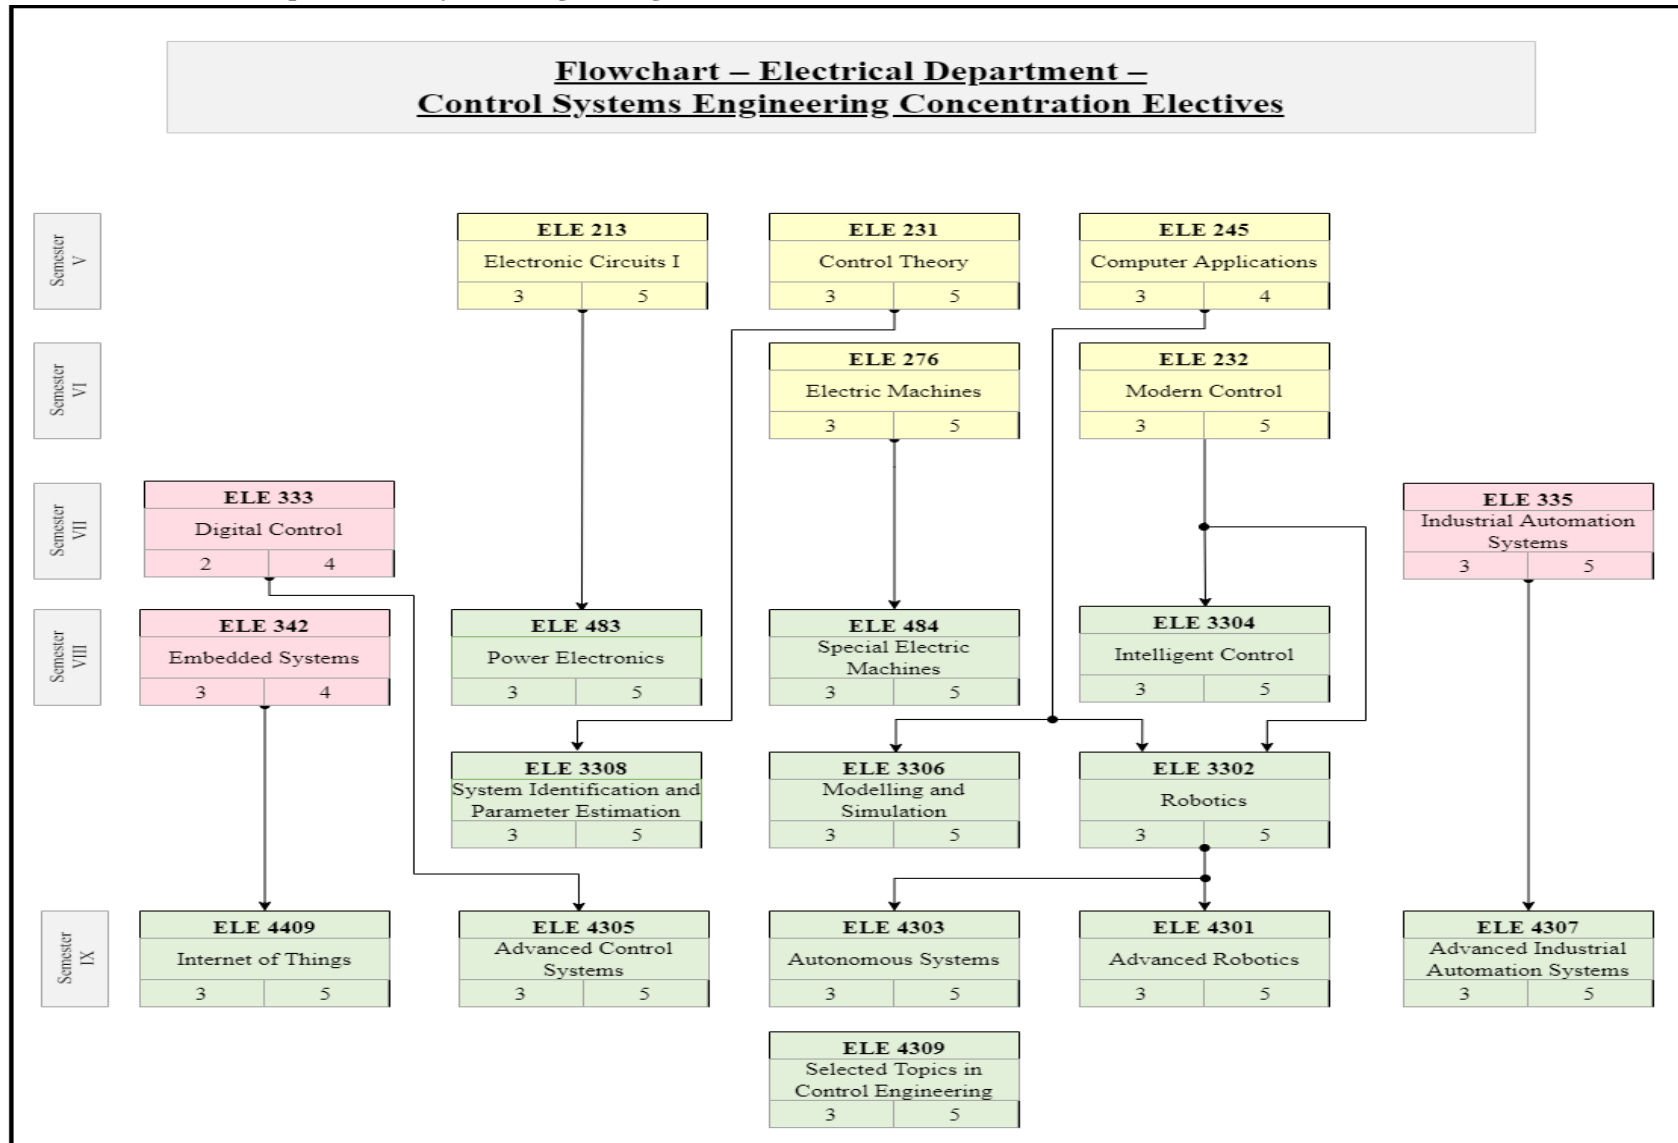 Flowchart – Electrical Department –
Control Systems Engineering Concentration Electives
Semester
V
ELE 213
Electronic Circuits I
3 5
ELE 231
Control Theory
3 5
ELE 245
Computer Applications
3 4
Semester
VI
ELE 276
Electric Machines
3 5
ELE 232
Modern Control
3 5
Semester
VII
ELE 333
Digital Control
2 4
ELE 335
Industrial Automation
Systems
3 5
Semester
VIII
ELE 342
Embedded Systems
3 4
ELE 483
Power Electronics
3 5
ELE 484
Special Electric
Machines
3 5
ELE 3304
Intelligent Control
3 5
ELE 3308
System Identification and
Parameter Estimation
3 5
ELE 3306
Modelling and
Simulation
3 5
ELE 3302
Robotics
3 5
Semester
IX
ELE 4409
Internet of Things
3 5
ELE 4305
Advanced Control
Systems
3 5
ELE 4303
Autonomous Systems
3 5
ELE 4301
Advanced Robotics
3 5
ELE 4307
Advanced Industrial
Automation Systems
3 5
ELE 4309
Selected Topics in
Control Engineering
3 5